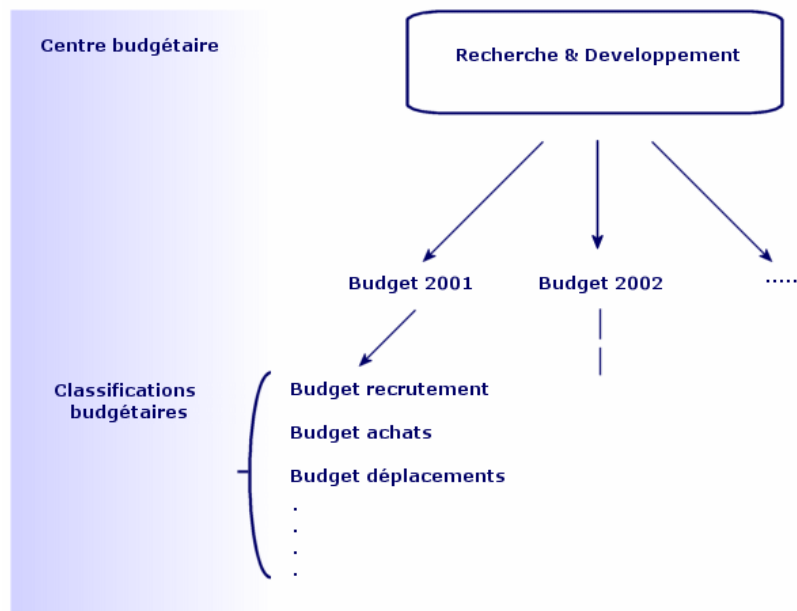 Centre budgétaire
Recherche & Developpement
Budget 2001
Budget 2002
.....
Classifications
budgétaires
Budget recrutement
Budget achats
Budget déplacements
.
.
.
.